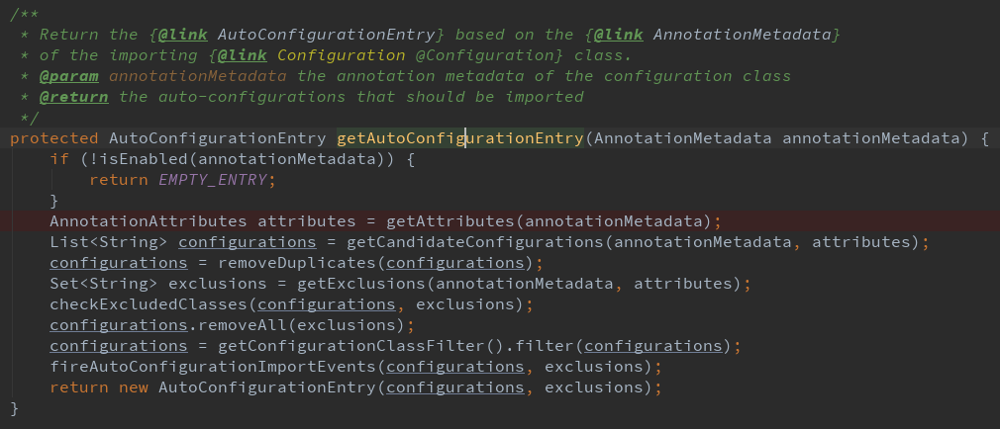 /**
 * Return the {@link AutoConfigurationEntry} based on the {@link AnnotationMetadata}
 * of the importing {@link Configuration @Configuration} class.
 * @param annotationMetadata the annotation metadata of the configuration class
 * @return the auto-configurations that should be imported
 */
protected AutoConfigurationEntry getAutoConfigurationEntry(AnnotationMetadata annotationMetadata) {
    if (!isEnabled(annotationMetadata)) {
        return EMPTY_ENTRY;
    }
    AnnotationAttributes attributes = getAttributes(annotationMetadata);
    List<String> configurations = getCandidateConfigurations(annotationMetadata, attributes);
    configurations = removeDuplicates(configurations);
    Set<String> exclusions = getExclusions(annotationMetadata, attributes);
    checkExcludedClasses(configurations, exclusions);
    configurations.removeAll(exclusions);
    configurations = getConfigurationClassFilter().filter(configurations);
    fireAutoConfigurationImportEvents(configurations, exclusions);
    return new AutoConfigurationEntry(configurations, exclusions);
}